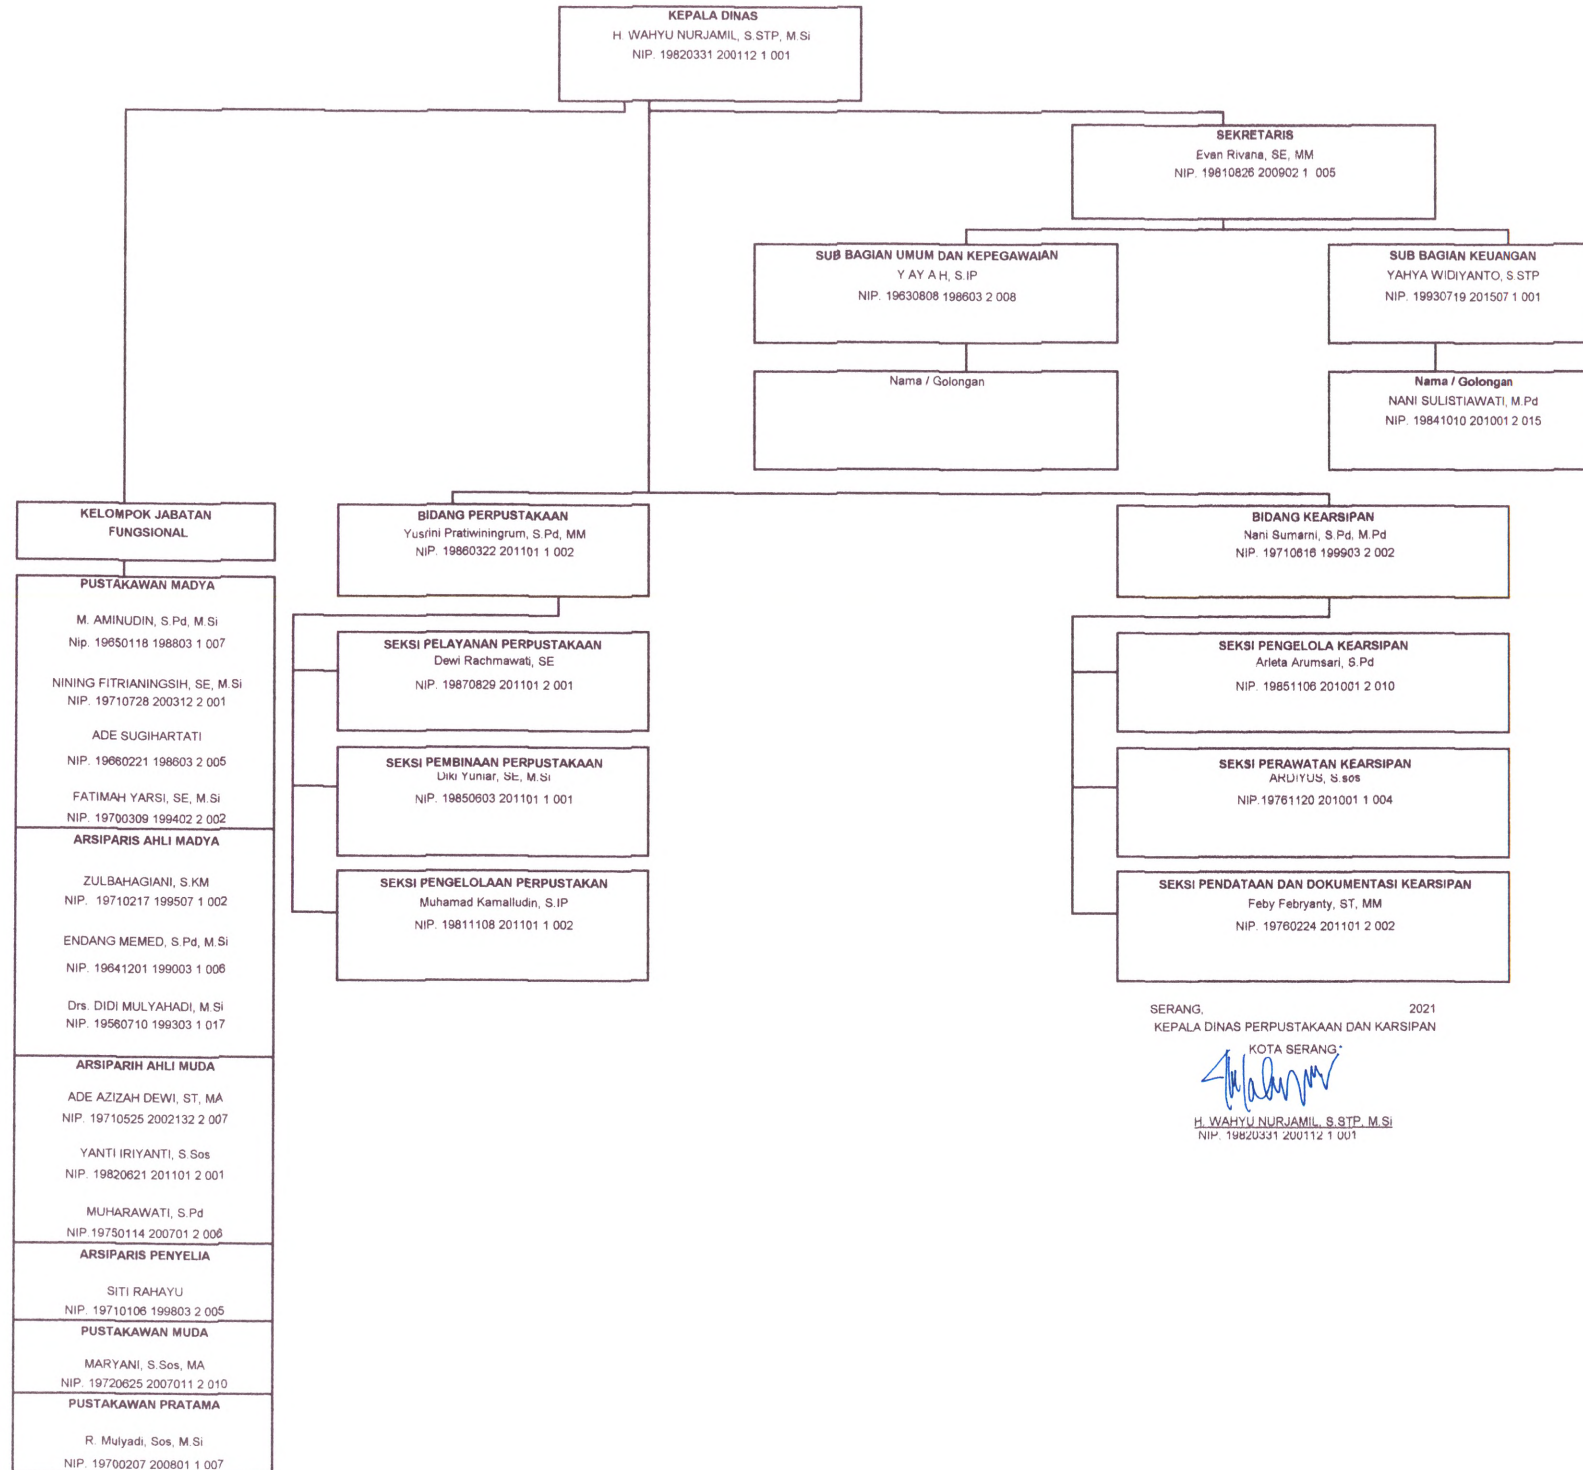 KEPALA DINAS
H. WAHYU NURJAMIL, S.STP, M.Si
NIP. 19820331 200112 1 001
SEKRETARIS
Evan Rivana, SE, MM
NIP. 19810826 200902 1 005
SUB BAGIAN UMUM DAN KEPEGAWAIAN
Y AY A H, S.IP
NIP. 19630808 198603 2 008
SUB BAGIAN KEUANGAN
YAHYA WIDIYANTO, S.STP
NIP. 19930719 201507 1 001
Nama / Golongan
Nama / Golongan
NANI SULISTIAWATI, M.Pd
NIP. 19841010 201001 2 015
KELOMPOK JABATAN
FUNGSIONAL
PUSTAKAWAN MADYA
M. AMINUDIN, S.Pd, M.Si
Nip. 19650118 198803 1 007
NINING FITRIANINGSIH, SE, M.Si
NIP. 19710728 200312 2 001
ADE SUGIHARTATI
NIP. 19660221 198603 2 005
FATIMAH YARSI, SE, M.Si
NIP. 19700309 199402 2 002
ARSIPARIS AHLI MADYA
ZULBAHAGIANI, S.KM
NIP. 19710217 199507 1 002
ENDANG MEMED, S.Pd, M.Si
NIP. 19641201 199003 1 006
Drs. DIDI MULYAHADI, M.Si
NIP. 19560710 199303 1 017
ARSIPARIH AHLI MUDA
ADE AZIZAH DEWI, ST, MA
NIP. 19710525 2002132 2 007
YANTI IRIYANTI, S.Sos
NIP. 19820621 201101 2 001
MUHARAWATI, S.Pd
NIP.19750114 200701 2 006
ARSIPARIS PENYELIA
SITI RAHAYU
NIP. 19710106 199803 2 005
PUSTAKAWAN MUDA
MARYANI, S.Sos, MA
NIP. 19720625 2007011 2 010
PUSTAKAWAN PRATAMA
R. Mulyadi, Sos, M.Si
NIP. 19700207 200801 1 007
BIDANG PERPUSTAKAAN
Yusrini Pratiwiningrum, S.Pd, MM
NIP. 19860322 201101 1 002
SEKSI PELAYANAN PERPUSTAKAAN
Dewi Rachmawati, SE
NIP. 19870829 201101 2 001
SEKSI PEMBINAAN PERPUSTAKAAN
Diki Yuniar, SE, M.Si
NIP. 19850603 201101 1 001
SEKSI PENGELOLAAN PERPUSTAKAN
Muhamad Kamalludin, S.IP
NIP. 19811108 201101 1 002
BIDANG KEARSIPAN
Nani Sumarni, S.Pd, M.Pd
NIP. 19710616 199903 2 002
SEKSI PENGELOLA KEARSIPAN
Arleta Arumsari, S.Pd
NIP. 19851106 201001 2 010
SEKSI PERAWATAN KEARSIPAN
ARDIYUS, S.sos
NIP.19761120 201001 1 004
SEKSI PENDATAAN DAN DOKUMENTASI KEARSIPAN
Feby Febryanty, ST, MM
NIP. 19760224 201101 2 002
SERANG, 2021
KEPALA DINAS PERPUSTAKAAN DAN KARSIPAN
KOTA SERANG
H. WAHYU NURJAMIL, S.STP, M.Si
NIP. 19820331 200112 1 001